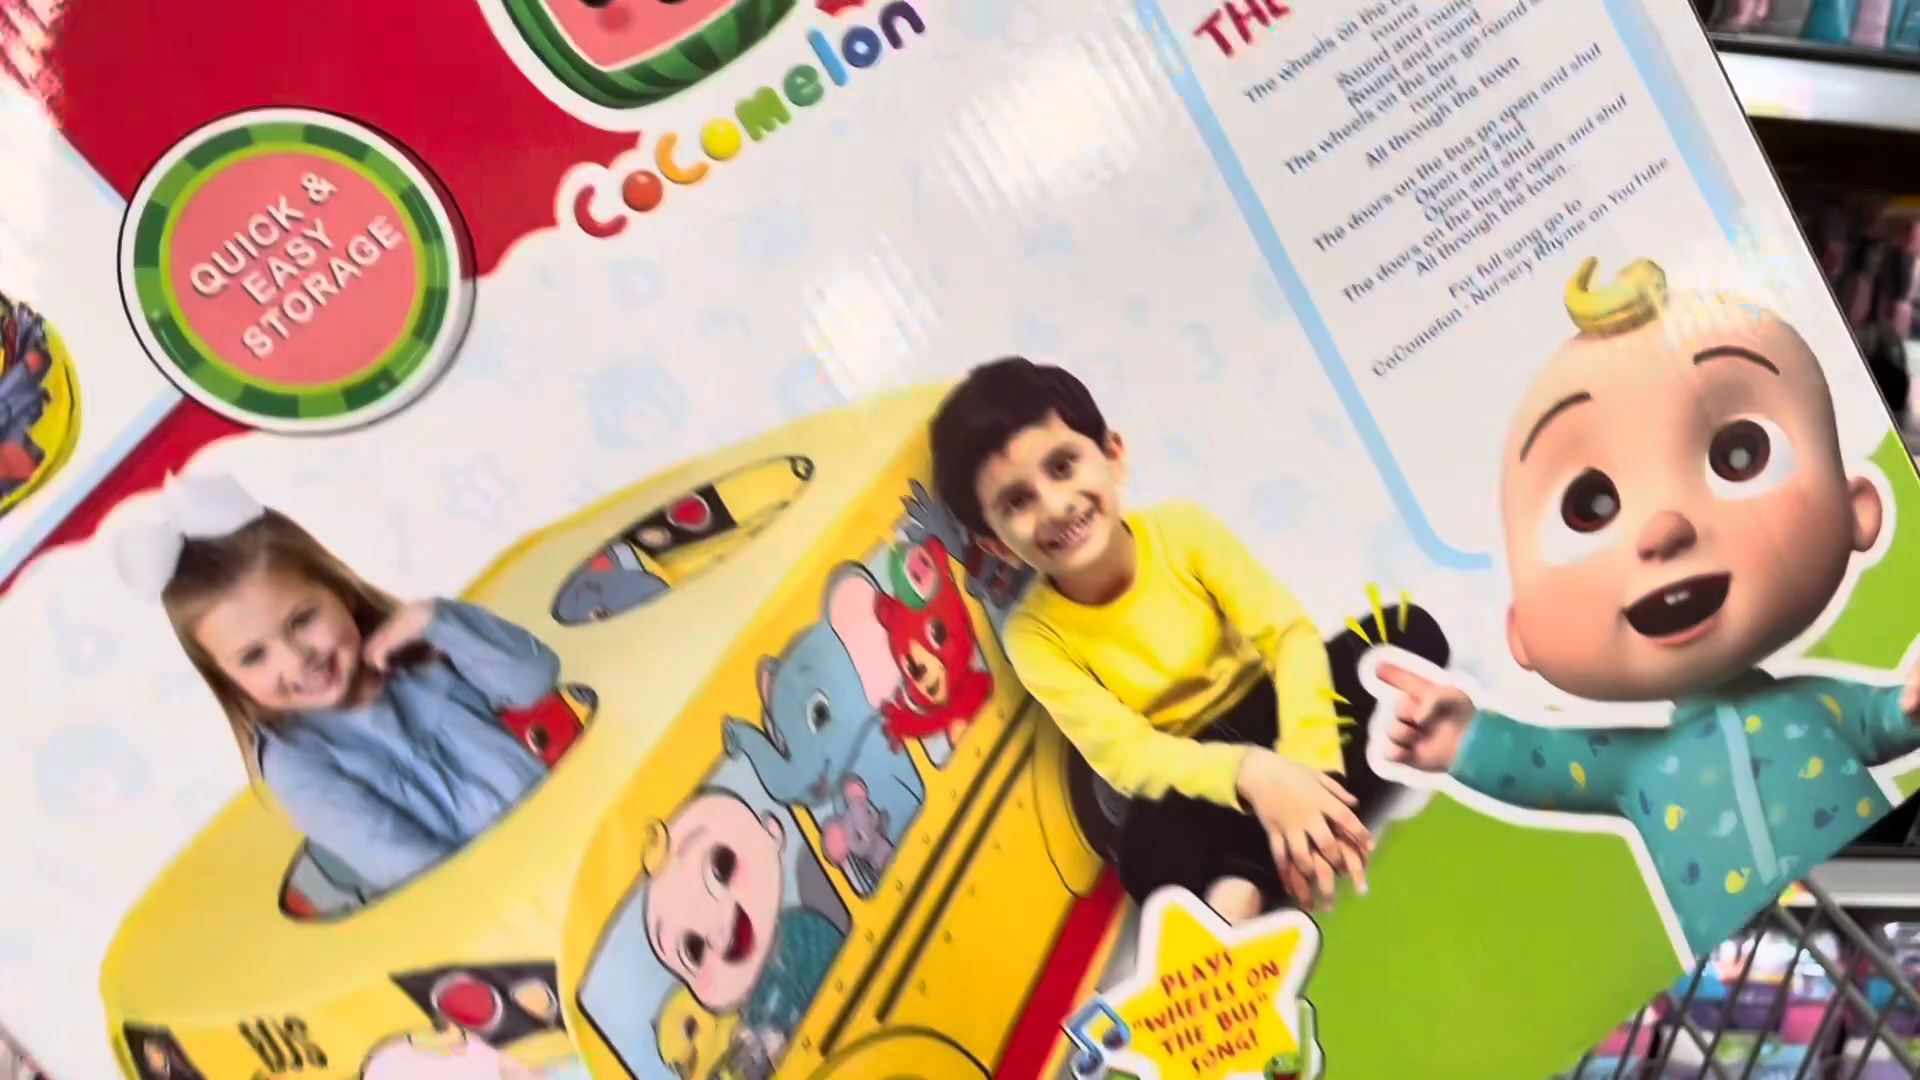 CoComelon
QUICK &
EASY
STORAGE
THE
The wheels on the
round
Round and round
Round and round
The wheels on the bus go round
round
All through the town
The doors on the bus go open and shut
Open and shut
Open and shut
The doors on the bus go open and shut
All through the town...
For full song go to
CoComelon - Nursery Rhyme on YouTube
PLAYS
"WHEELS ON
THE BUS"
SONG!